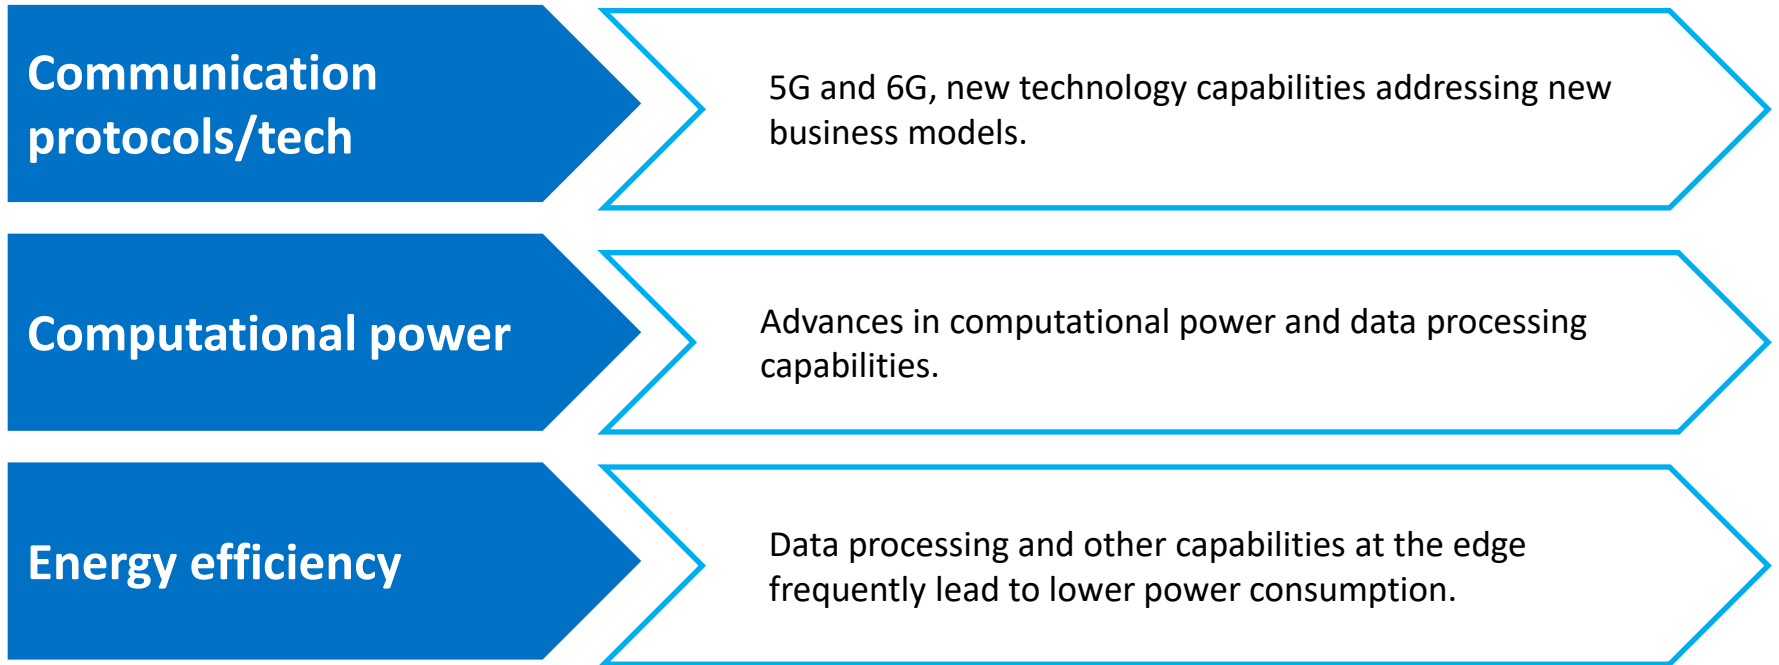 Communication
protocols/tech
5G and 6G, new technology capabilities addressing new
business models.
Computational power
Advances in computational power and data processing
capabilities.
Energy efficiency
Data processing and other capabilities at the edge
frequently lead to lower power consumption.